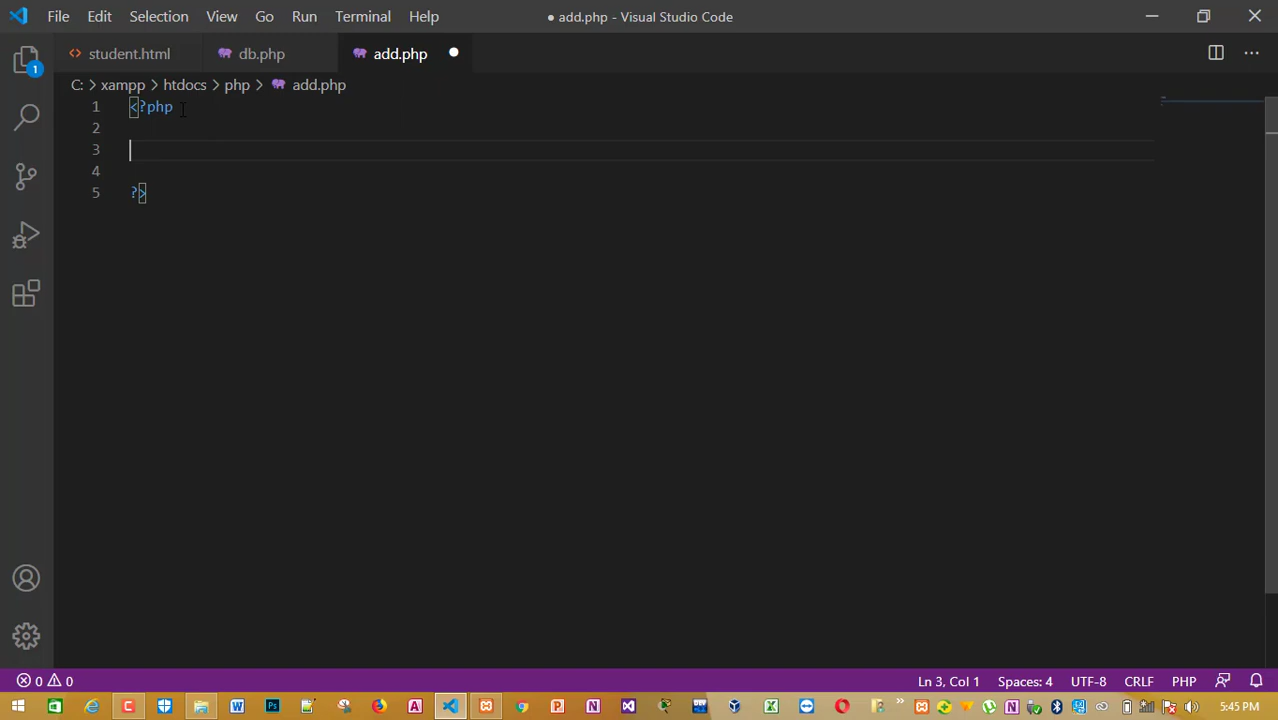 File Edit Selection View Go Run Terminal Help ● add.php - Visual Studio Code
student.html db.php add.php
C: > xampp > htdocs > php > add.php
1 <?php
2
3
4
5 ?>
1
0 0 Ln 3, Col 1 Spaces: 4 UTF-8 CRLF PHP
5:45 PM